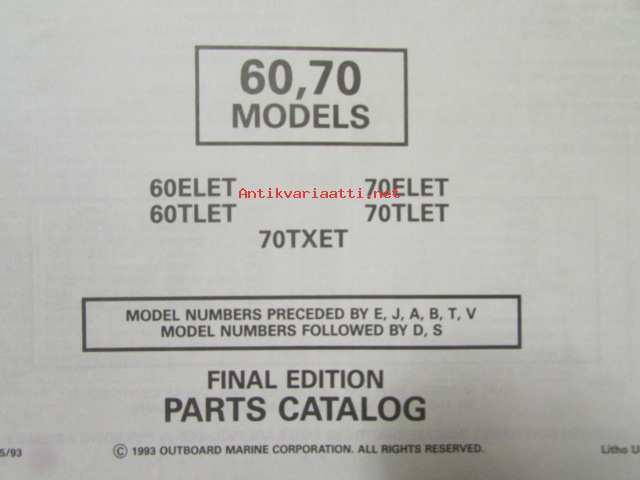 60,70
MODELS
60ELET 70ELET
Antikvariaatti.net
60TLET 70TLET
70TXET
MODEL NUMBERS PRECEDED BY E, J, A, B, T, V
MODEL NUMBERS FOLLOWED BY D, S
FINAL EDITION
PARTS CATALOG
5/93 © 1993 OUTBOARD MARINE CORPORATION. ALL RIGHTS RESERVED. Litho U